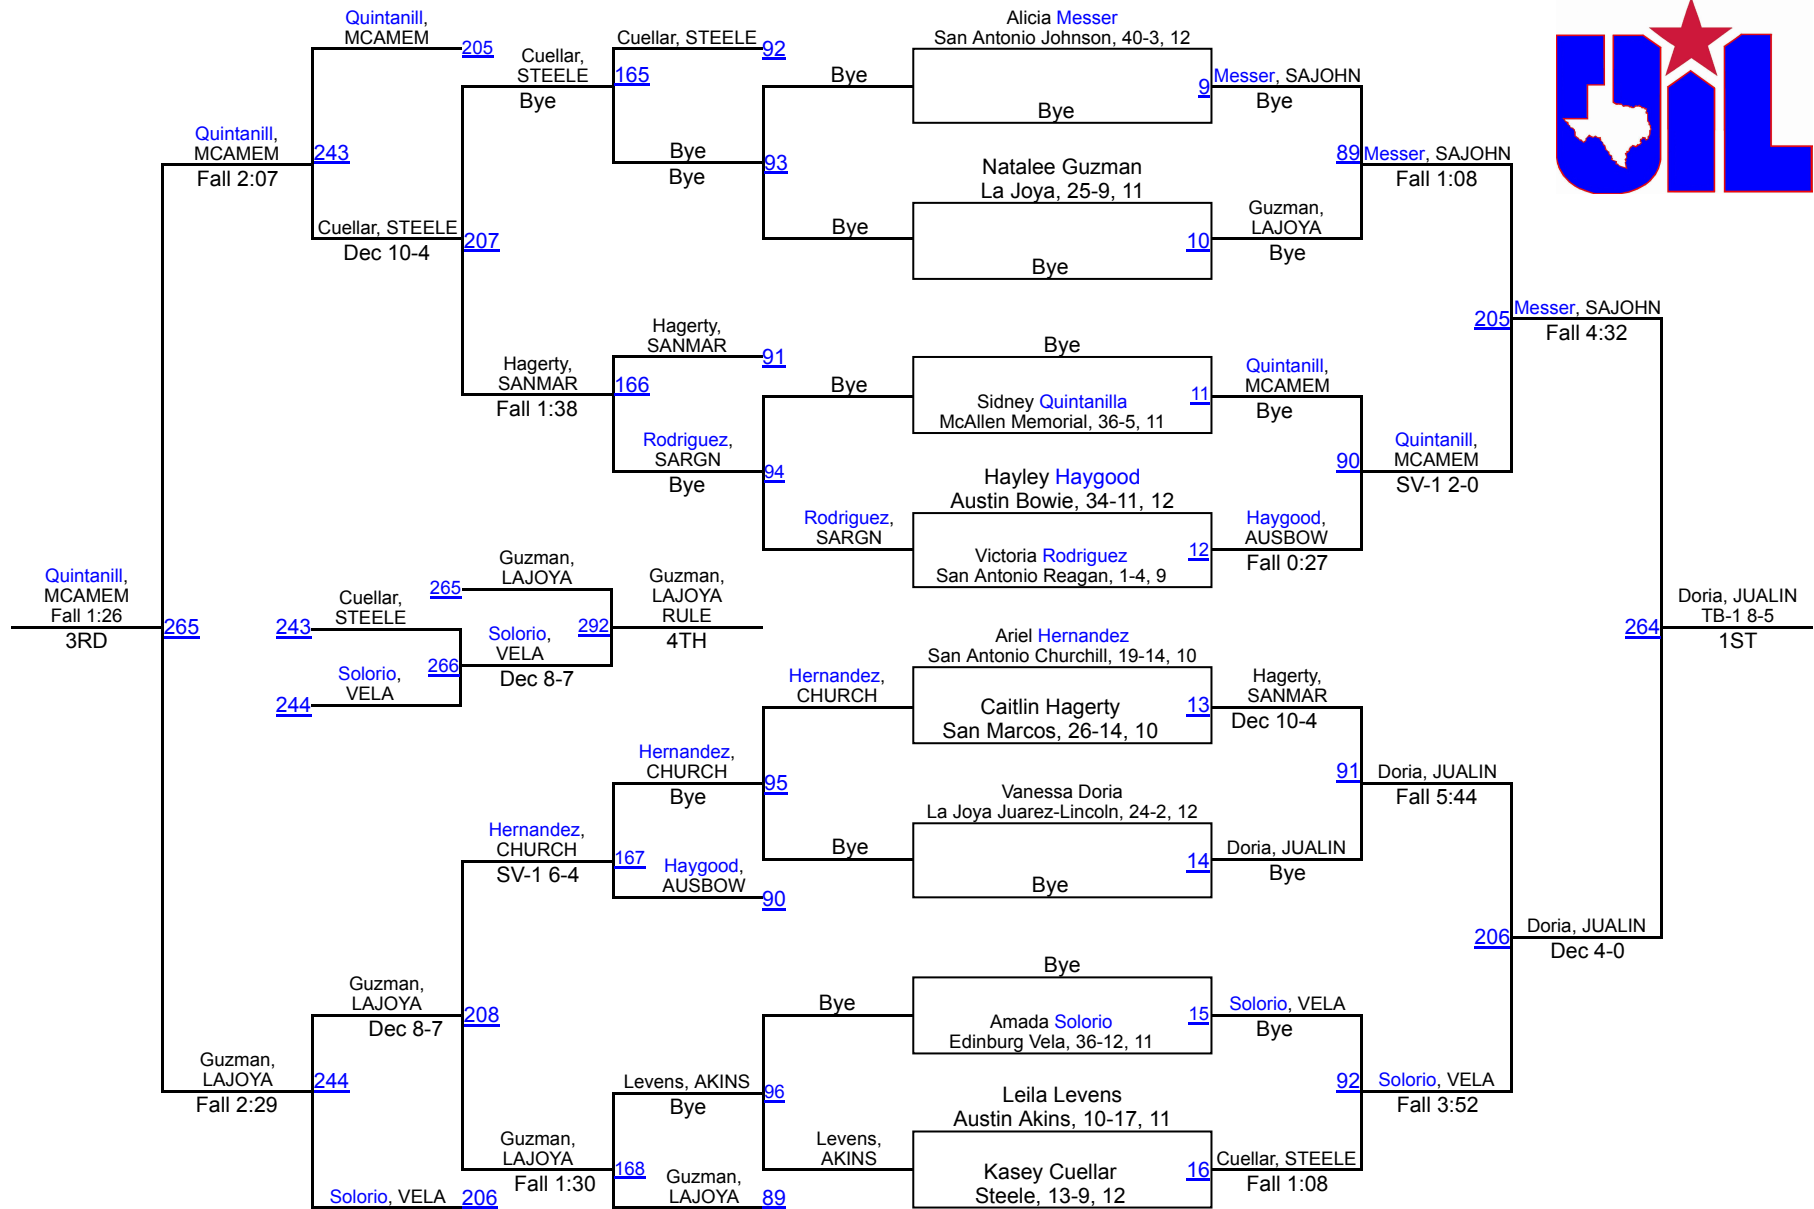 Quintanill,
MCAMEM
205
Cuellar,
STEELE
Bye
Cuellar, STEELE
92
165
Bye
Bye
93
Bye
Bye
Quintanill,
MCAMEM
Fall 2:07
243
Cuellar, STEELE
Dec 10-4
207
Hagerty,
SANMAR
91
Hagerty,
SANMAR
Fall 1:38
166
Rodriguez,
SARGN
Bye
94
Bye
Rodriguez,
SARGN
Alicia Messer
San Antonio Johnson, 40-3, 12
Bye
9
Messer, SAJOHN
Bye
Natalee Guzman
La Joya, 25-9, 11
Bye
10
Guzman,
LAJOYA
Bye
89
Messer, SAJOHN
Fall 1:08
UIL
Bye
Sidney Quintanilla
McAllen Memorial, 36-5, 11
11
Quintanill,
MCAMEM
Bye
Hayley Haygood
Austin Bowie, 34-11, 12
Victoria Rodriguez
San Antonio Reagan, 1-4, 9
12
Haygood,
AUSBOW
Fall 0:27
90
Quintanill,
MCAMEM
SV-1 2-0
205
Messer, SAJOHN
Fall 4:32
Quintanill,
MCAMEM
Fall 1:26
3RD
265
Guzman,
LAJOYA
265
Cuellar,
STEELE
243
Solorio,
VELA
244
266
Solorio,
VELA
Dec 8-7
292
Guzman,
LAJOYA
RULE
4TH
264
Doria, JUALIN
TB-1 8-5
1ST
Ariel Hernandez
San Antonio Churchill, 19-14, 10
Caitlin Hagerty
San Marcos, 26-14, 10
13
Hagerty,
SANMAR
Dec 10-4
Vanessa Doria
La Joya Juarez-Lincoln, 24-2, 12
Bye
14
Doria, JUALIN
Bye
91
Doria, JUALIN
Fall 5:44
Hernandez,
CHURCH
Bye
95
Hernandez,
CHURCH
Bye
Hernandez,
CHURCH
SV-1 6-4
167
Haygood,
AUSBOW
90
206
Doria, JUALIN
Dec 4-0
Guzman,
LAJOYA
Dec 8-7
208
Guzman,
LAJOYA
Fall 2:29
244
Solorio, VELA
206
Guzman,
LAJOYA
Fall 1:30
168
Levens, AKINS
Bye
96
Guzman,
LAJOYA
89
Bye
Levens,
AKINS
Bye
Amada Solorio
Edinburg Vela, 36-12, 11
15
Solorio, VELA
Bye
Leila Levens
Austin Akins, 10-17, 11
Kasey Cuellar
Steele, 13-9, 12
16
Cuellar, STEELE
Fall 1:08
92
Solorio, VELA
Fall 3:52